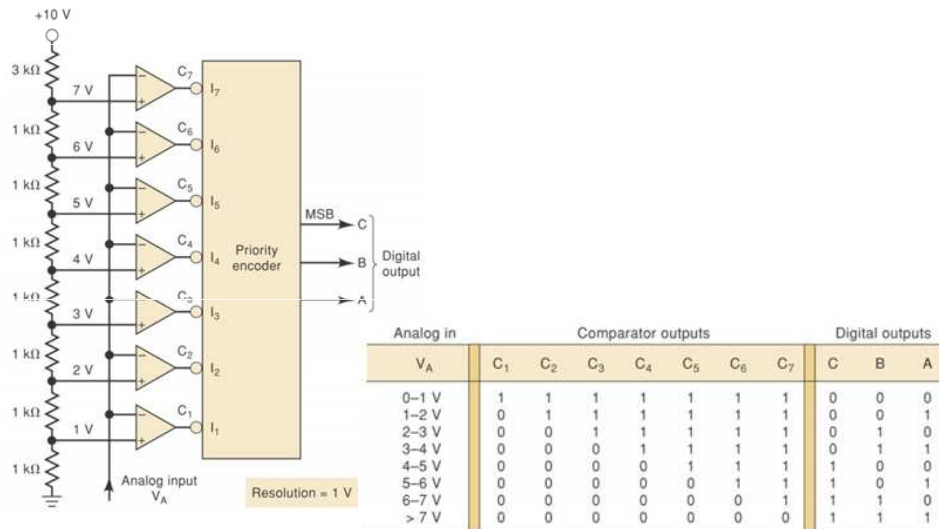 +10 V
3 kΩ
7 V
C7
I7
1 kΩ
6 V
C6
I6
1 kΩ
5 V
C5
I5
1 kΩ
4 V
C4
I4
1 kΩ
3 V
C3
I3
1 kΩ
2 V
C2
I2
1 kΩ
1 V
C1
I1
1 kΩ
Analog input
VA
Priority
encoder
MSB
C
B
A
Digital
output
Resolution = 1 V
Analog in Comparator outputs Digital outputs
VA C1 C2 C3 C4 C5 C6 C7 C B A
0–1 V 1 1 1 1 1 1 1 0 0 0
1–2 V 0 1 1 1 1 1 1 0 0 1
2–3 V 0 0 1 1 1 1 1 0 1 0
3–4 V 0 0 0 1 1 1 1 0 1 1
4–5 V 0 0 0 0 1 1 1 1 0 0
5–6 V 0 0 0 0 0 1 1 1 0 1
6–7 V 0 0 0 0 0 0 1 1 1 0
> 7 V 0 0 0 0 0 0 0 1 1 1